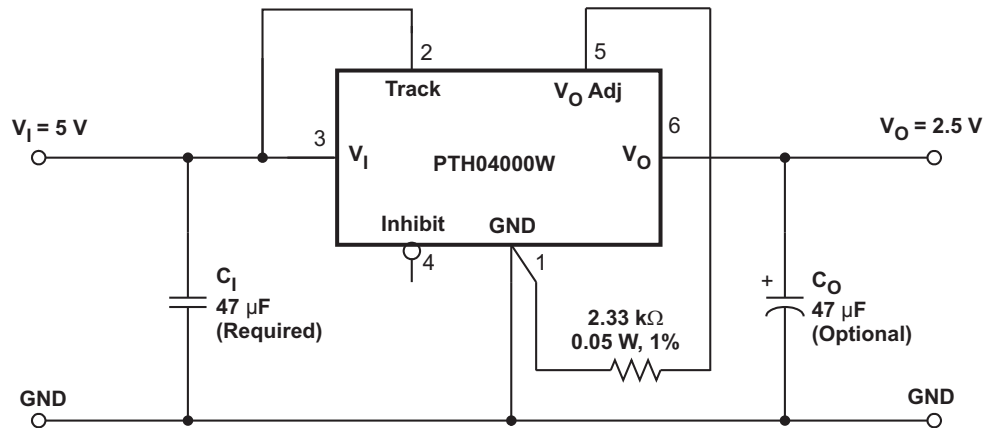 2
5
Track
V_O Adj
V_I = 5 V
3
6
V_O = 2.5 V
V_I
PTH04000W
V_O
Inhibit
GND
4
1
C_I
47 μF
(Required)
2.33 kΩ
0.05 W, 1%
+
C_O
47 μF
(Optional)
GND
GND